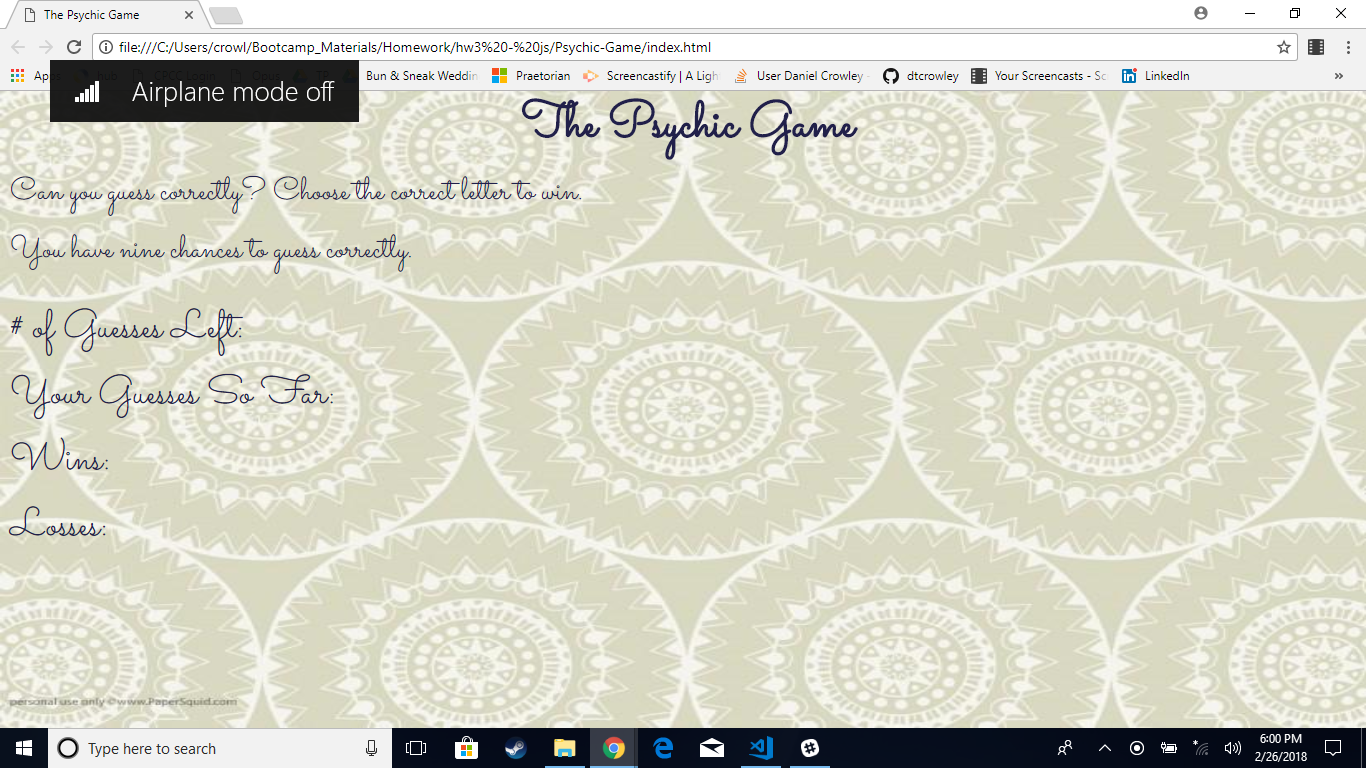 The Psychic Game
file:///C:/Users/crowl/Bootcamp_Materials/Homework/hw3%20-%20js/Psychic-Game/index.html
Bun & Sneak Weddin Praetorian Screencastify | A Ligh User Daniel Crowley dtcrowley Your Screencasts - Sc LinkedIn »
Airplane mode off
The Psychic Game
Can you guess correctly? Choose the correct letter to win.
You have nine chances to guess correctly.
# of Guesses Left:
Your Guesses So Far:
Wins:
Losses:
personal use only ©www.PaperSquid.com
Type here to search
6:00 PM
2/26/2018